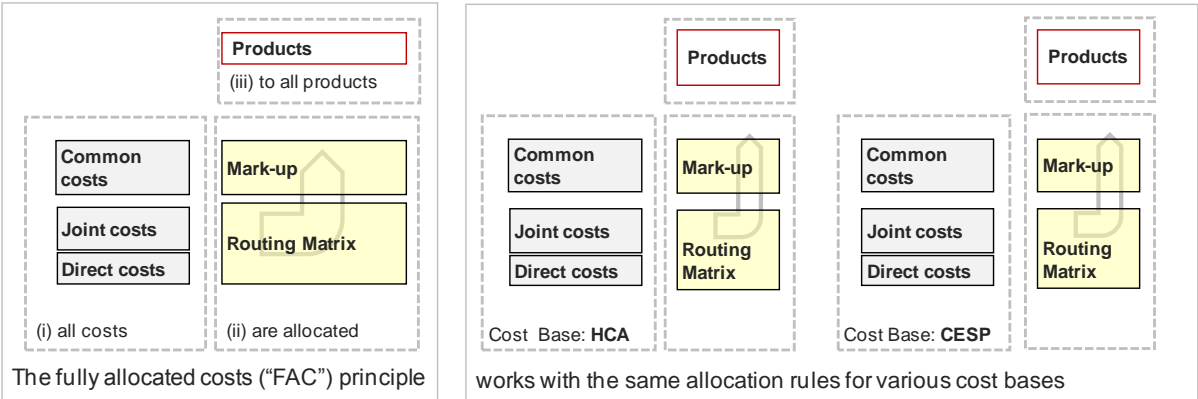 Products
(iii) to all products
Common
costs
Mark-up
Joint costs
Direct costs
Routing Matrix
(i) all costs
(ii) are allocated
The fully allocated costs (“FAC”) principle
Products
Common
costs
Mark-up
Joint costs
Direct costs
Routing
Matrix
Cost Base: HCA
Products
Common
costs
Mark-up
Joint costs
Direct costs
Routing
Matrix
Cost Base: CESP
works with the same allocation rules for various cost bases